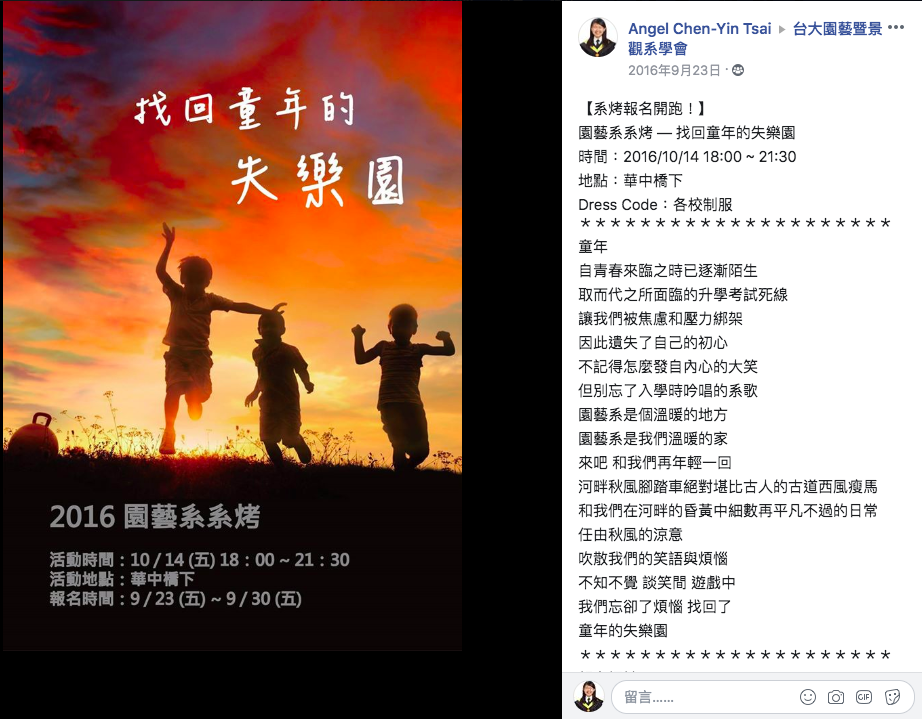 找回童年的
失樂園
2016 園藝系系烤
活動時間：10 / 14 (五) 18：00 ~ 21：30
活動地點：華中橋下
報名時間：9 / 23 (五) ~ 9 / 30 (五)
Angel Chen-Yin Tsai ▸ 台大園藝暨景
觀系學會
2016年9月23日 ·
【系烤報名開跑！】
園藝系系烤 — 找回童年的失樂園
時間：2016/10/14 18:00 ~ 21:30
地點：華中橋下
Dress Code：各校制服
＊＊＊＊＊＊＊＊＊＊＊＊＊＊＊＊＊＊＊＊＊
童年
自青春來臨之時已逐漸陌生
取而代之所面臨的升學考試死線
讓我們被焦慮和壓力綁架
因此遺失了自己的初心
不記得怎麼發自內心的大笑
但別忘了入學時吟唱的系歌
園藝系是個溫暖的地方
園藝系是我們溫暖的家
來吧 和我們再年輕一回
河畔秋風腳踏車絕對堪比古人的古道西風瘦馬
和我們在河畔的昏黃中細數再平凡不過的日常
任由秋風的涼意
吹散我們的笑語與煩惱
不知不覺 談笑間 遊戲中
我們忘卻了煩惱 找回了
童年的失樂園
＊＊＊＊＊＊＊＊＊＊＊＊＊＊＊＊＊＊＊＊＊
留言......
GIF